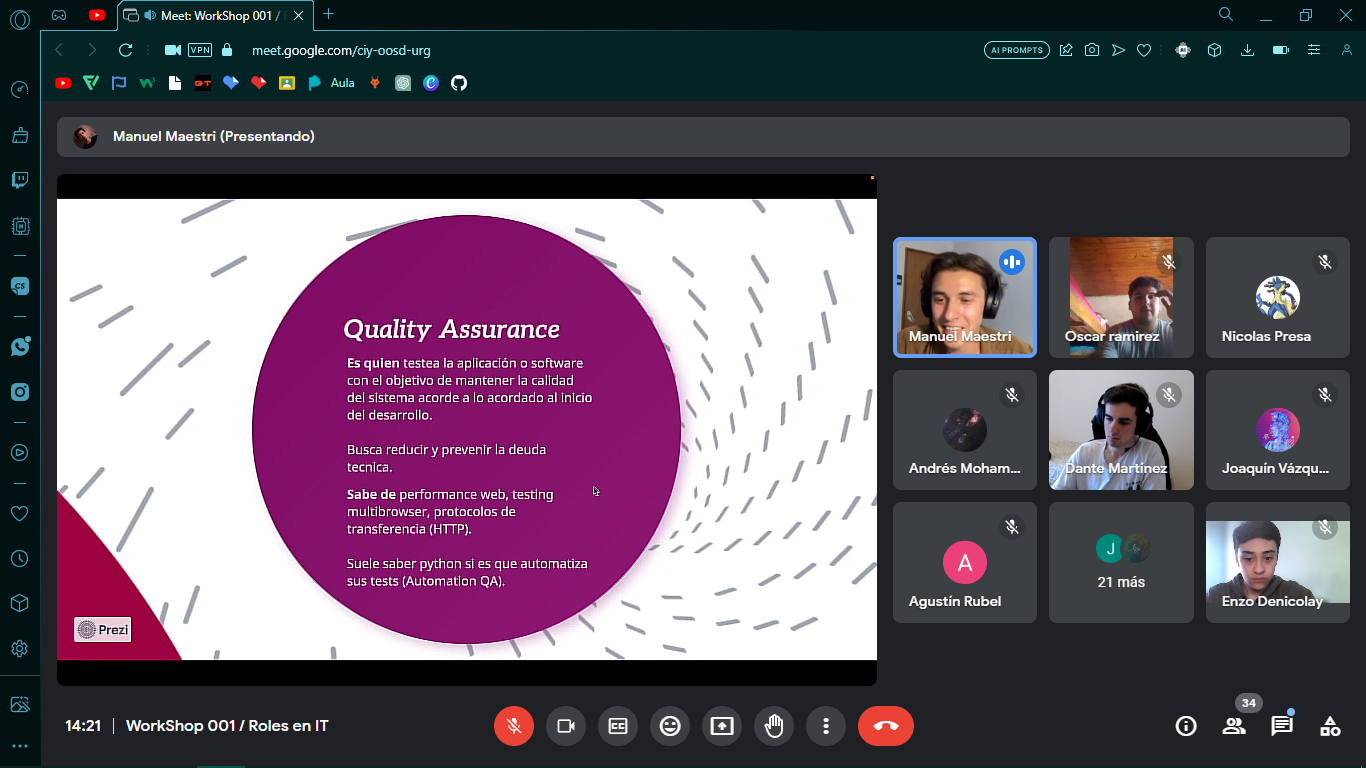 Meet: WorkShop 001 /
VPN
meet.google.com/ciy-oosd-urg
AI PROMPTS
Aula
Manuel Maestri (Presentando)
Quality Assurance
Es quien testea la aplicación o software
con el objetivo de mantener la calidad
del sistema acorde a lo acordado al inicio
del desarrollo.
Busca reducir y prevenir la deuda
tecnica.
Sabe de performance web, testing
multibrowser, protocolos de
transferencia (HTTP).
Suele saber python si es que automatiza
sus tests (Automation QA).
Prezi
Manuel Maestri
Oscar ramirez
Nicolas Presa
Andrés Moham...
Dante Martínez
Joaquín Vázqu...
A
Agustín Rubel
J
21 más
Enzo Denicolay
14:21
WorkShop 001 / Roles en IT
34